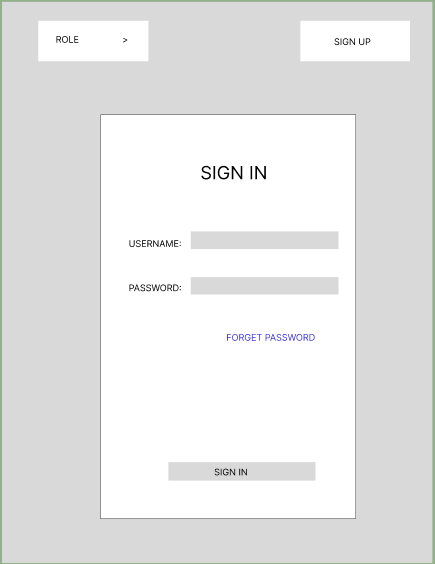 ROLE >
SIGN UP
SIGN IN
USERNAME:
PASSWORD:
FORGET PASSWORD
SIGN IN